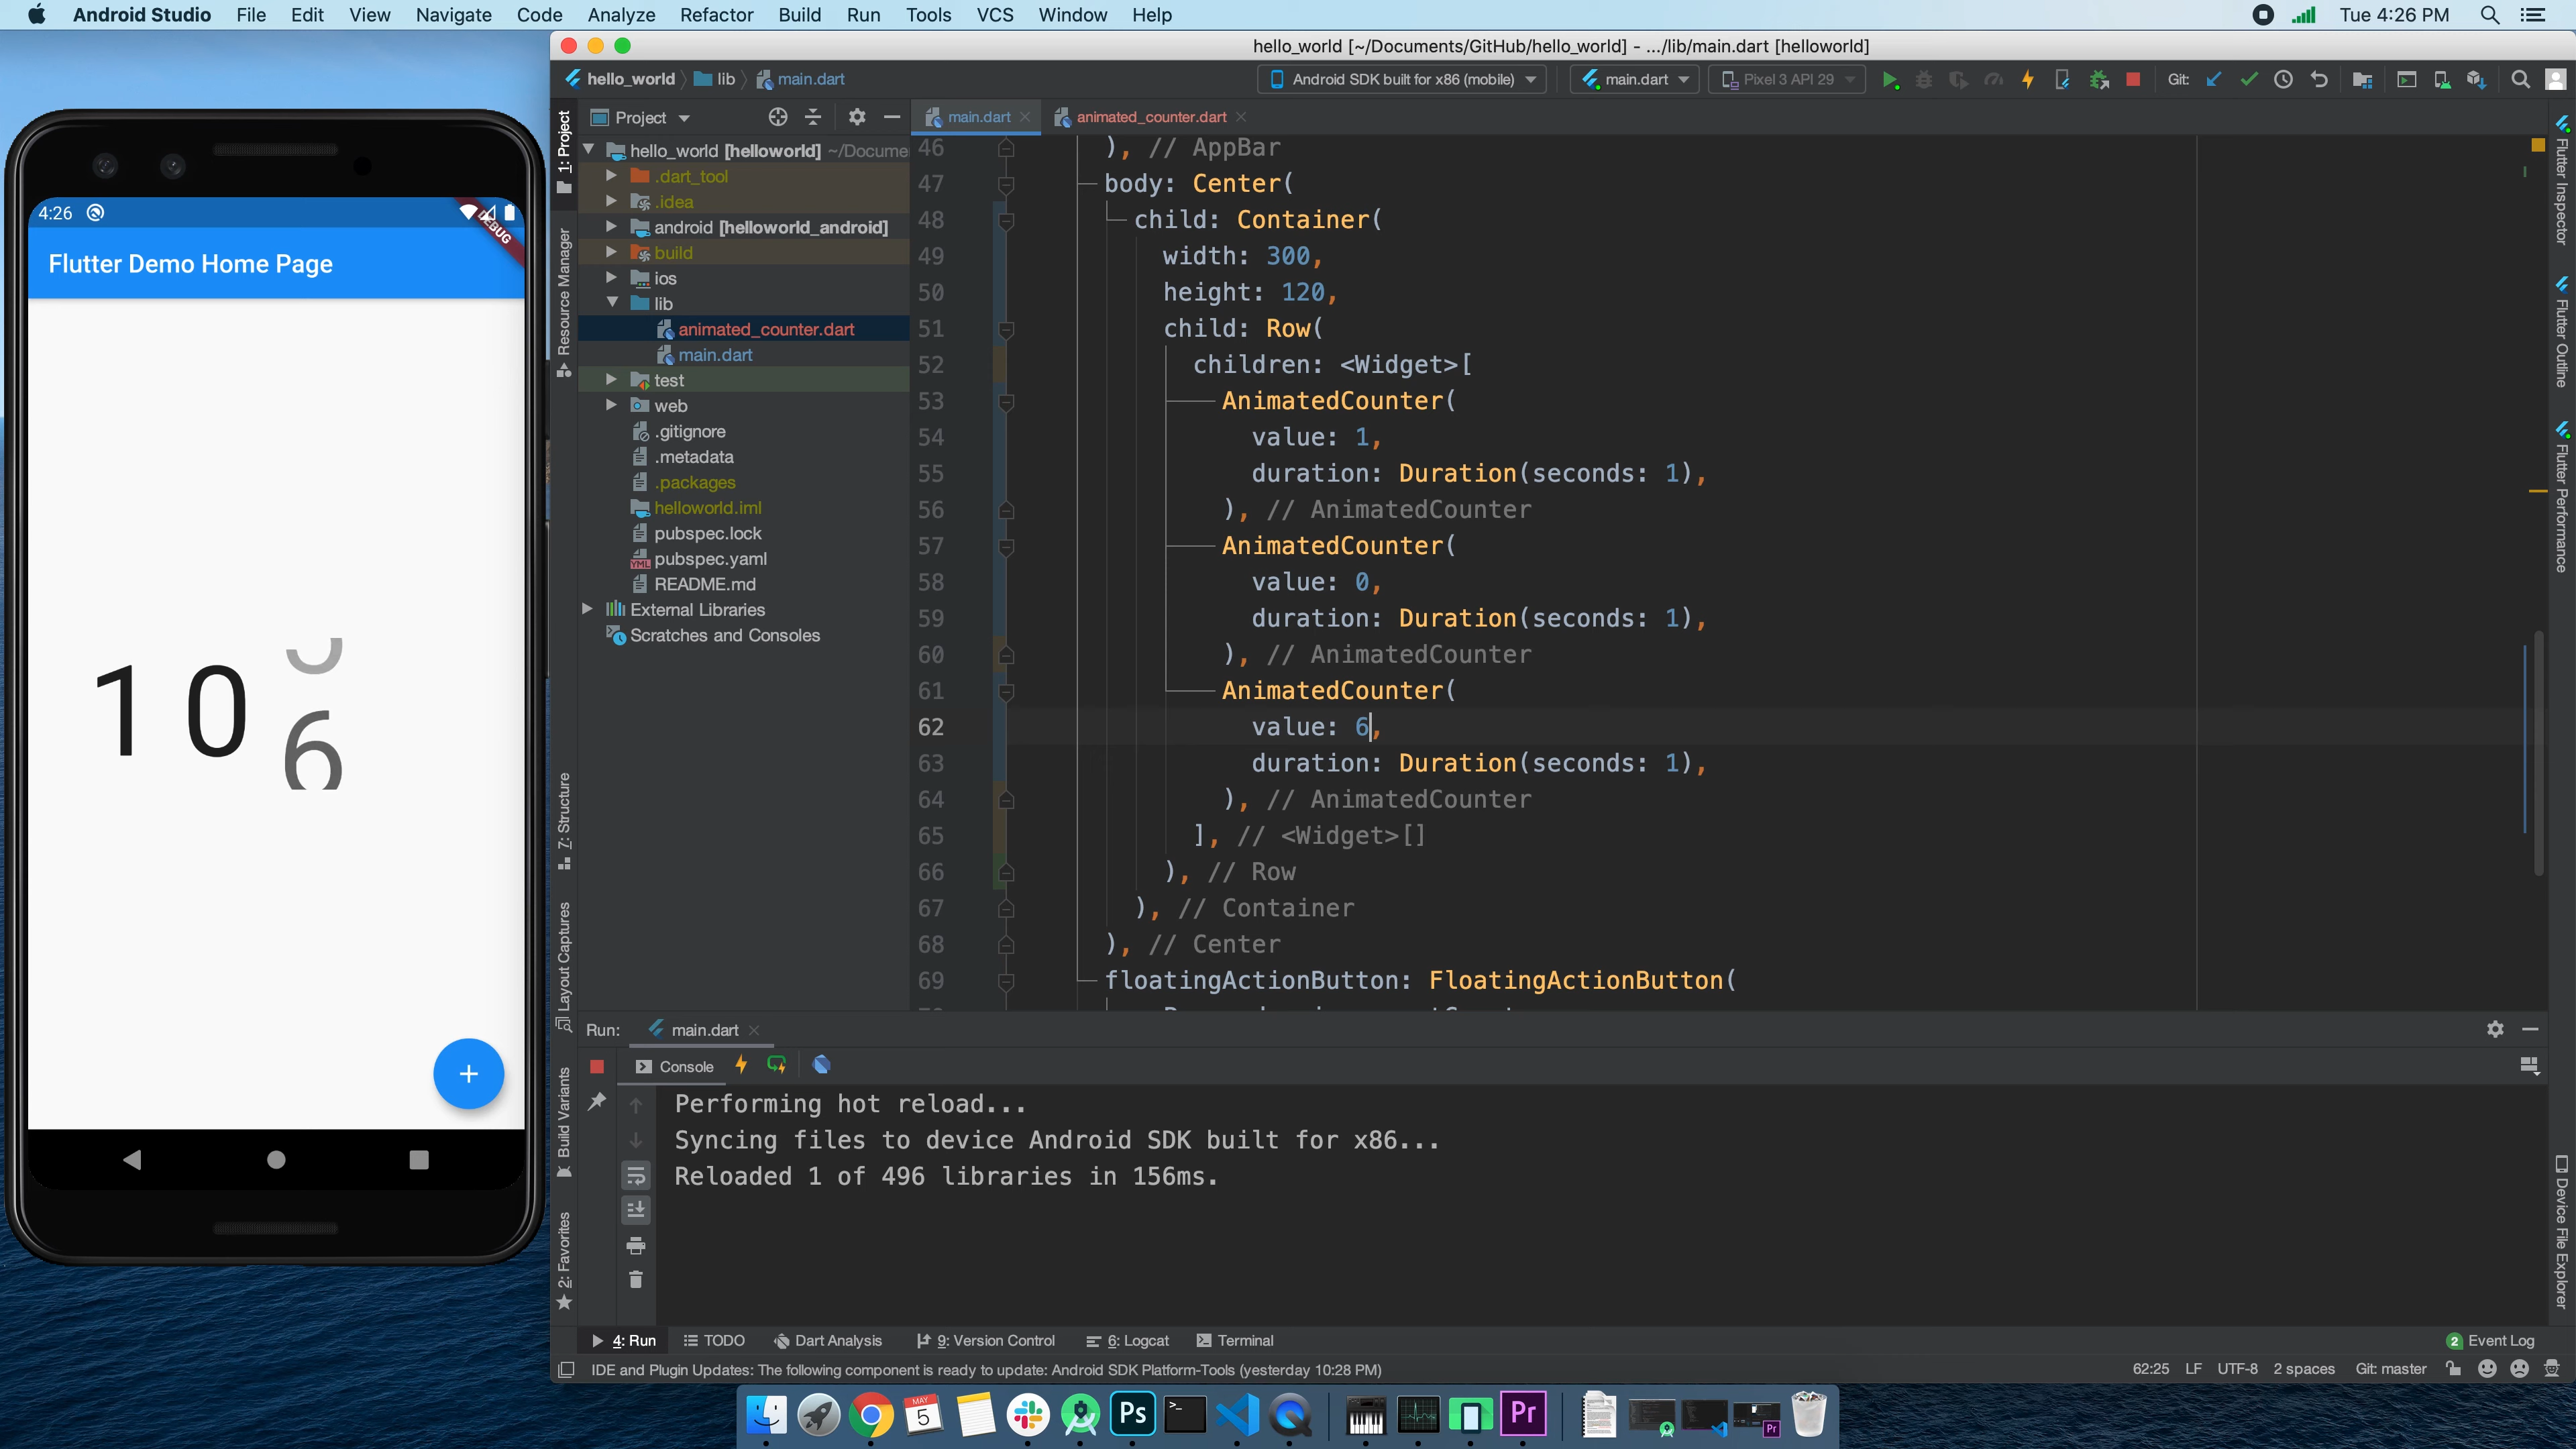 Android Studio File Edit View Navigate Code Analyze Refactor Build Run Tools VCS Window Help
Tue 4:26 PM
hello_world [~/Documents/GitHub/hello_world] - .../lib/main.dart [helloworld]
hello_world lib main.dart
Android SDK built for x86 (mobile) main.dart Pixel 3 API 29 Git:
Project
main.dart animated_counter.dart
1: Project
Resource Manager
7: Structure
Layout Captures
Build Variants
2: Favorites
hello_world [helloworld] ~/Docume
.dart_tool
.idea
android [helloworld_android]
build
ios
lib
animated_counter.dart
main.dart
test
web
.gitignore
.metadata
.packages
helloworld.iml
pubspec.lock
pubspec.yaml
README.md
External Libraries
Scratches and Consoles
4:26
DEBUG
Flutter Demo Home Page
1 0 6
+
46 ), // AppBar
47 body: Center(
48 child: Container(
49 width: 300,
50 height: 120,
51 child: Row(
52 children: <Widget>[
53 AnimatedCounter(
54 value: 1,
55 duration: Duration(seconds: 1),
56 ), // AnimatedCounter
57 AnimatedCounter(
58 value: 0,
59 duration: Duration(seconds: 1),
60 ), // AnimatedCounter
61 AnimatedCounter(
62 value: 6,
63 duration: Duration(seconds: 1),
64 ), // AnimatedCounter
65 ], // <Widget>[]
66 ), // Row
67 ), // Container
68 ), // Center
69 floatingActionButton: FloatingActionButton(
Flutter Inspector
Flutter Outline
Flutter Performance
Device File Explorer
Run: main.dart
Console
Performing hot reload...
Syncing files to device Android SDK built for x86...
Reloaded 1 of 496 libraries in 156ms.
4: Run TODO Dart Analysis 9: Version Control 6: Logcat Terminal
2 Event Log
IDE and Plugin Updates: The following component is ready to update: Android SDK Platform-Tools (yesterday 10:28 PM)
62:25 LF UTF-8 2 spaces Git: master
MAY
5
Ps
Pr
Pr